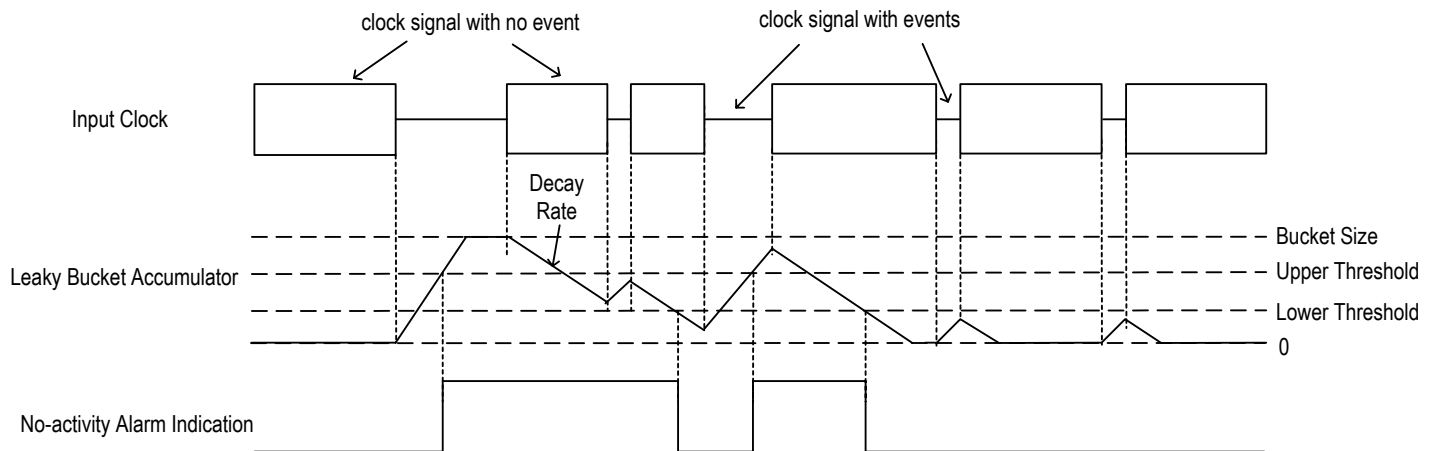 clock signal with no event
clock signal with events
Input Clock
Decay
Rate
Bucket Size
Leaky Bucket Accumulator
Upper Threshold
Lower Threshold
0
No-activity Alarm Indication